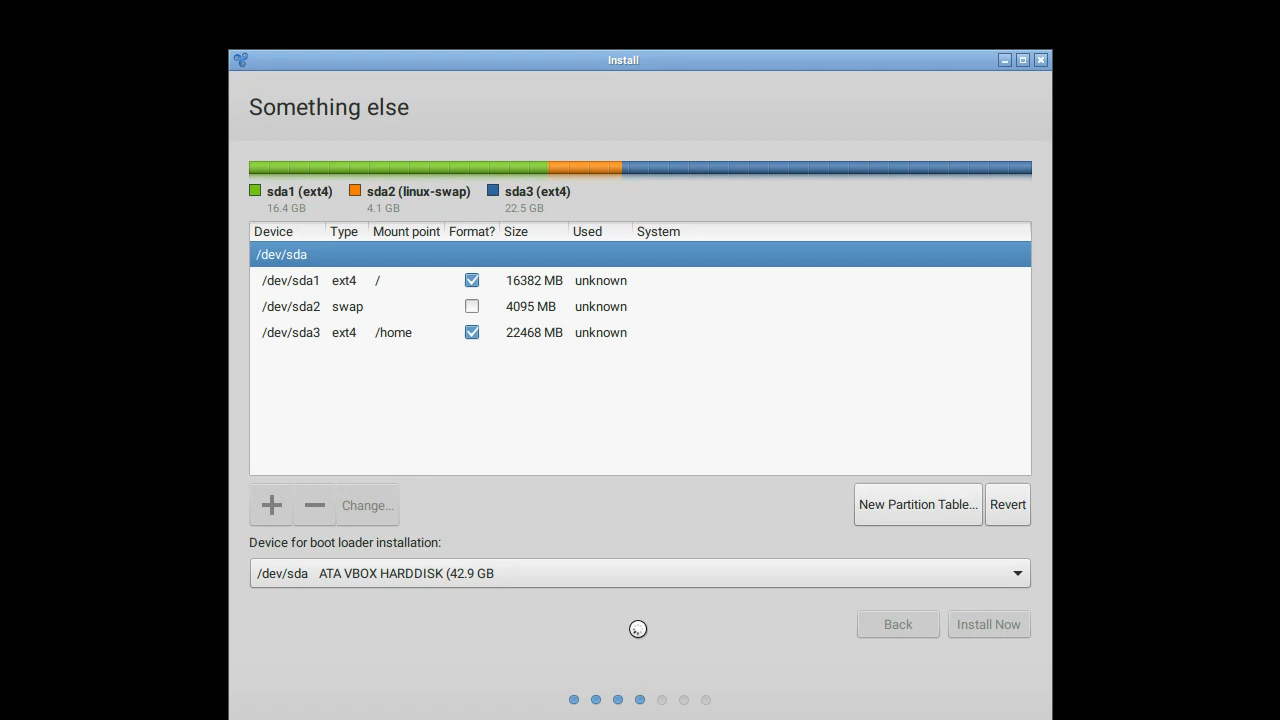 Install
Something else
sda1 (ext4) sda2 (linux-swap) sda3 (ext4)
16.4 GB 4.1 GB 22.5 GB
Device Type Mount point Format? Size Used System
/dev/sda
/dev/sda1 ext4 / 16382 MB unknown
/dev/sda2 swap 4095 MB unknown
/dev/sda3 ext4 /home 22468 MB unknown
Change... New Partition Table... Revert
Device for boot loader installation:
/dev/sda ATA VBOX HARDDISK (42.9 GB
Back Install Now